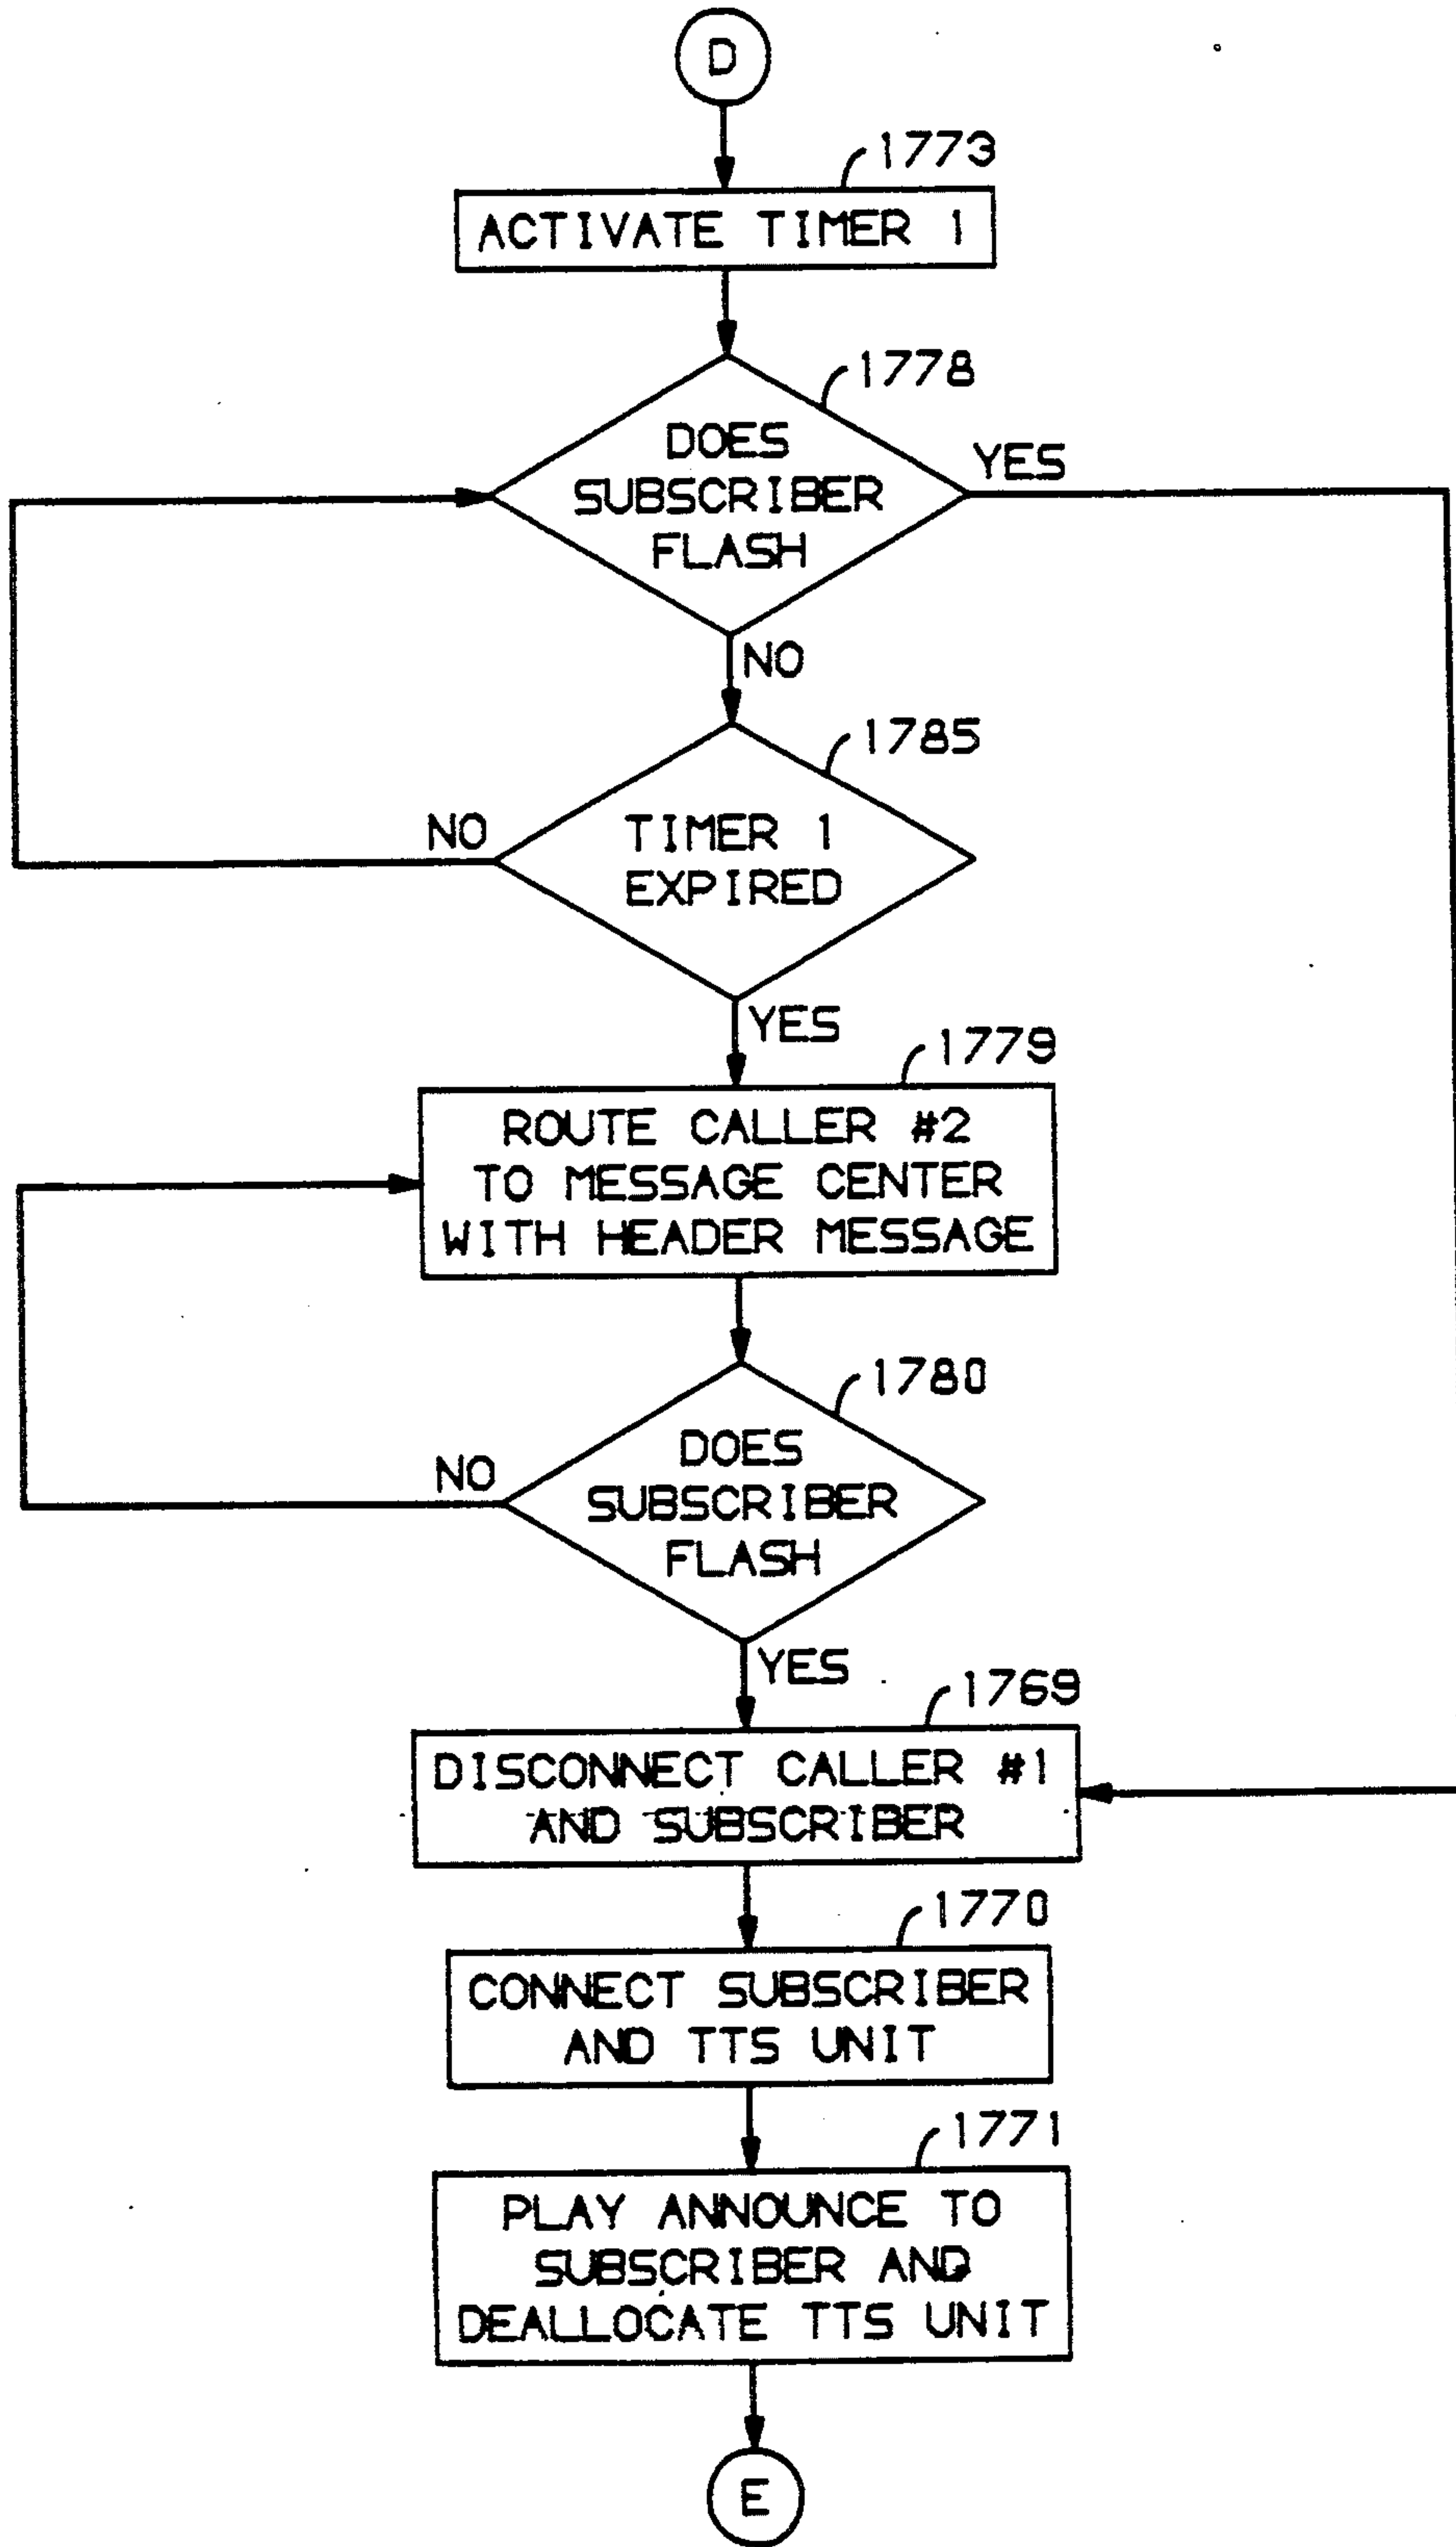 D
1773
ACTIVATE TIMER 1
1778
DOES
SUBSCRIBER
FLASH
YES
NO
1785
TIMER 1
EXPIRED
NO
YES
1779
ROUTE CALLER #2
TO MESSAGE CENTER
WITH HEADER MESSAGE
1780
DOES
SUBSCRIBER
FLASH
NO
YES
1769
DISCONNECT CALLER #1
AND SUBSCRIBER
1770
CONNECT SUBSCRIBER
AND TTS UNIT
1771
PLAY ANNOUNCE TO
SUBSCRIBER AND
DEALLOCATE TTS UNIT
E